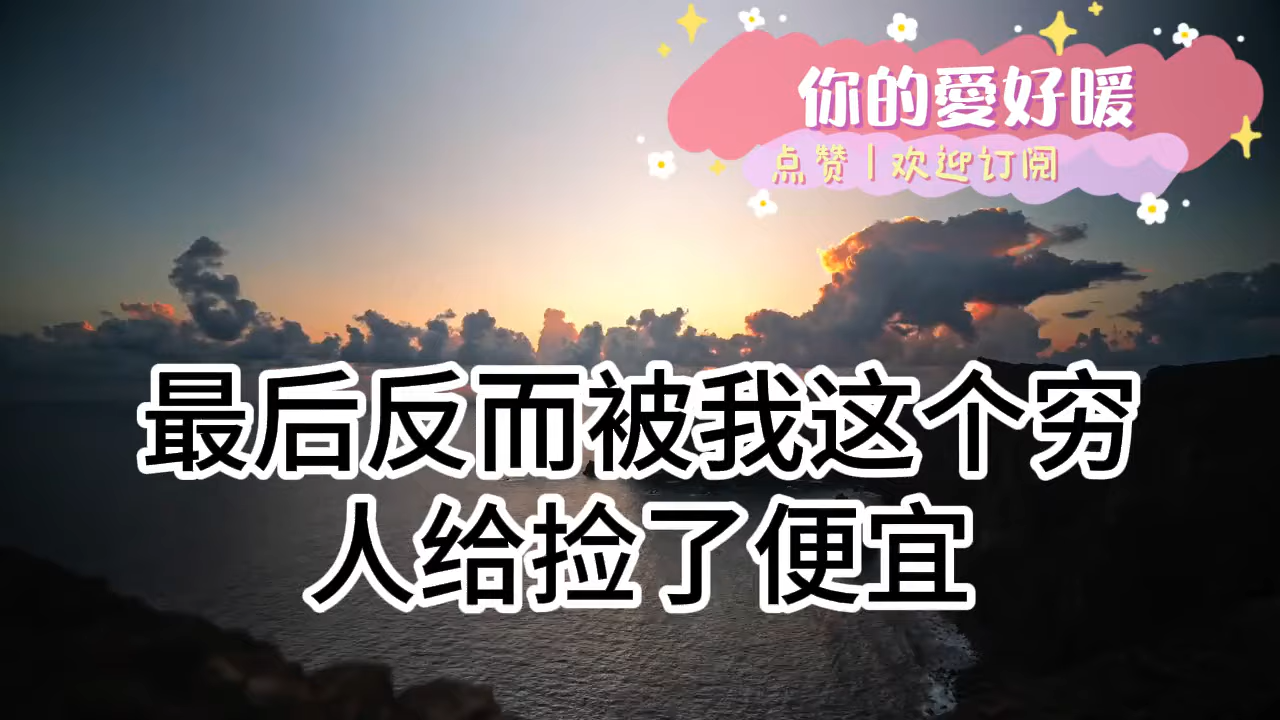 你的愛好暖
点赞 | 欢迎订阅
最后反而被我这个穷
人给捡了便宜